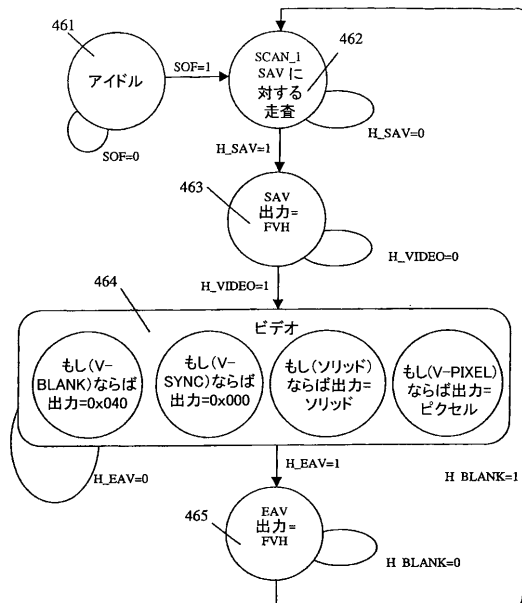 461
アイドル
SOF=1
SOF=0
SCAN_1
SAV に
対する
走査
462
H_SAV=0
H_SAV=1
463
SAV
出力=
FVH
H_VIDEO=0
H_VIDEO=1
464
ビデオ
もし(V-
BLANK)ならば
出力=0x040
もし(V-
SYNC)ならば
出力=0x000
もし(ソリッド)
ならば出力=
ソリッド
もし(V-PIXEL)
ならば出力=
ピクセル
H_EAV=0
H_EAV=1
H BLANK=1
465
EAV
出力=
FVH
H BLANK=0